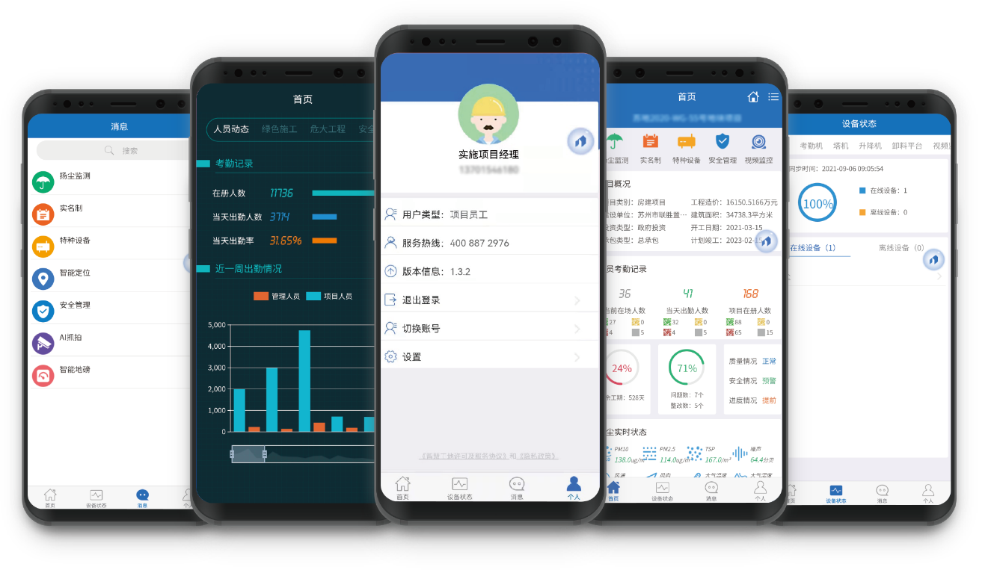 消息
搜索
扬尘监测
实名制
特种设备
智能定位
安全管理
AI抓拍
智能地磅
首页
设备状态
消息
首页
人员动态 绿色施工 危大工程 安全
考勤记录
在册人数 11736
当天出勤人数 3714
当天出勤率 31.65%
近一周出勤情况
管理人员 项目人员
5,000
4,000
3,000
2,000
1,000
0
实施项目经理
用户类型: 项目员工
服务热线: 400 887 2976
版本信息: 1.3.2
退出登录
切换账号
设置
《智慧工地许可及服务协议》和《隐私政策》
首页
设备状态
消息
个人
首页
尘监测 实名制 特种设备 安全管理 视频监控
目概况
目类别: 房建项目 工程造价: 16150.5166万元
设单位: 苏州市联胜置… 建筑面积: 34738.3平方米
资类型: 政府投资 开工日期: 2021-03-15
包类型: 总承包 计划竣工: 2023-02-
员考勤记录
36 41 168
当前在场人数 当天出勤人数 项目在册人数
27 0 32 0 88 0
4 5 4 5 65 15
24%
余工期: 528天
71%
问题数: 7个
整改数: 5个
质量情况 正常
安全情况 预警
进度情况 提前
尘实时状态
PM10 PM2.5 TSP 噪声
138.0ug/m³ 114.0ug/m³ 167.0/m³ 64.4分贝
风速 风向 大气温度 大气湿度
首页
设备状态
消息
个人
设备状态
考勤机 塔机 升降机 卸料平台 视频
同步时间: 2021-09-06 09:05:54
100%
在线设备: 1
离线设备: 0
在线设备 (1) 离线设备 (0)
首页
设备状态
消息
个人